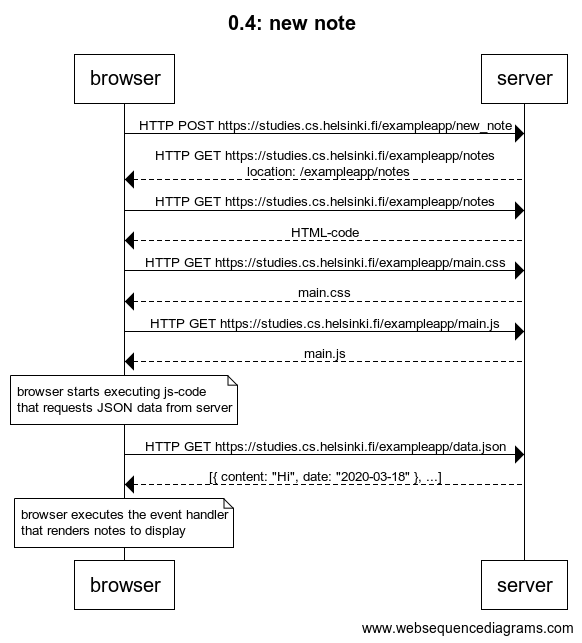 0.4: new note
browser
server
HTTP POST https://studies.cs.helsinki.fi/exampleapp/new_note
HTTP GET https://studies.cs.helsinki.fi/exampleapp/notes
location: /exampleapp/notes
HTTP GET https://studies.cs.helsinki.fi/exampleapp/notes
HTML-code
HTTP GET https://studies.cs.helsinki.fi/exampleapp/main.css
main.css
HTTP GET https://studies.cs.helsinki.fi/exampleapp/main.js
main.js
browser starts executing js-code
that requests JSON data from server
HTTP GET https://studies.cs.helsinki.fi/exampleapp/data.json
[{ content: "Hi", date: "2020-03-18" }, ...]
browser executes the event handler
that renders notes to display
browser
server
www.websequencediagrams.com